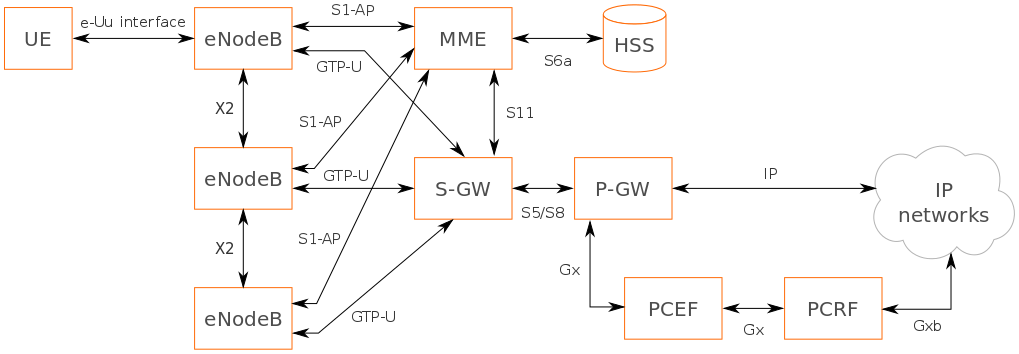 S1-AP
e-Uu interface
UE
eNodeB
MME
HSS
S6a
GTP-U
X2
S1-AP
S11
GTP-U
IP
eNodeB
S-GW
P-GW
IP
networks
S5/S8
X2
S1-AP
Gx
eNodeB
GTP-U
PCEF
PCRF
Gx
Gxb